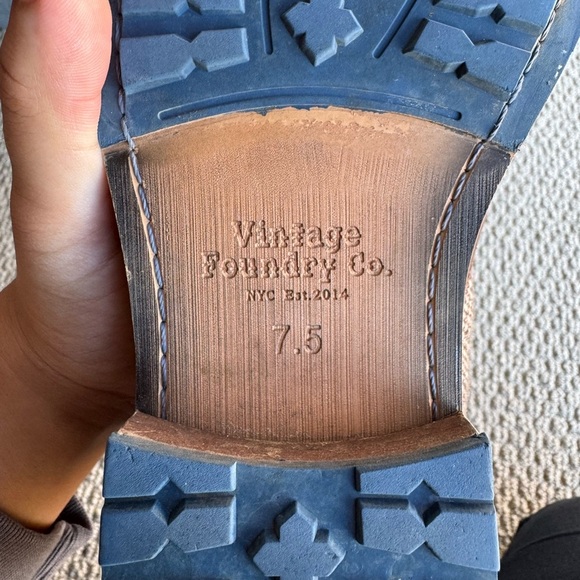 Vintage
Foundry Co.
NYC Est.2014
7.5